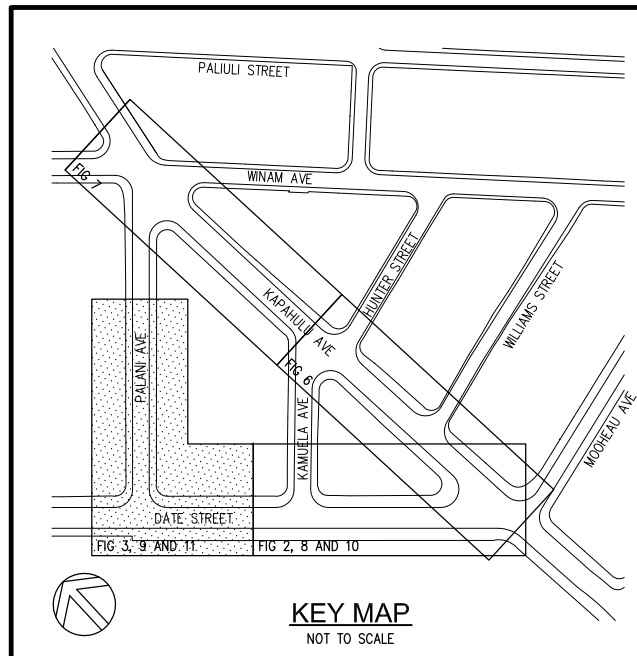 PALIULI STREET
WINAM AVE
FIG 7
HUNTER STREET
KAPAHULU AVE
WILLIAMS STREET
PALANI AVE
FIG 6
KAMUELA AVE
MOOHEAU AVE
DATE STREET
FIG 3, 9 AND 11
FIG 2, 8 AND 10
KEY MAP
NOT TO SCALE